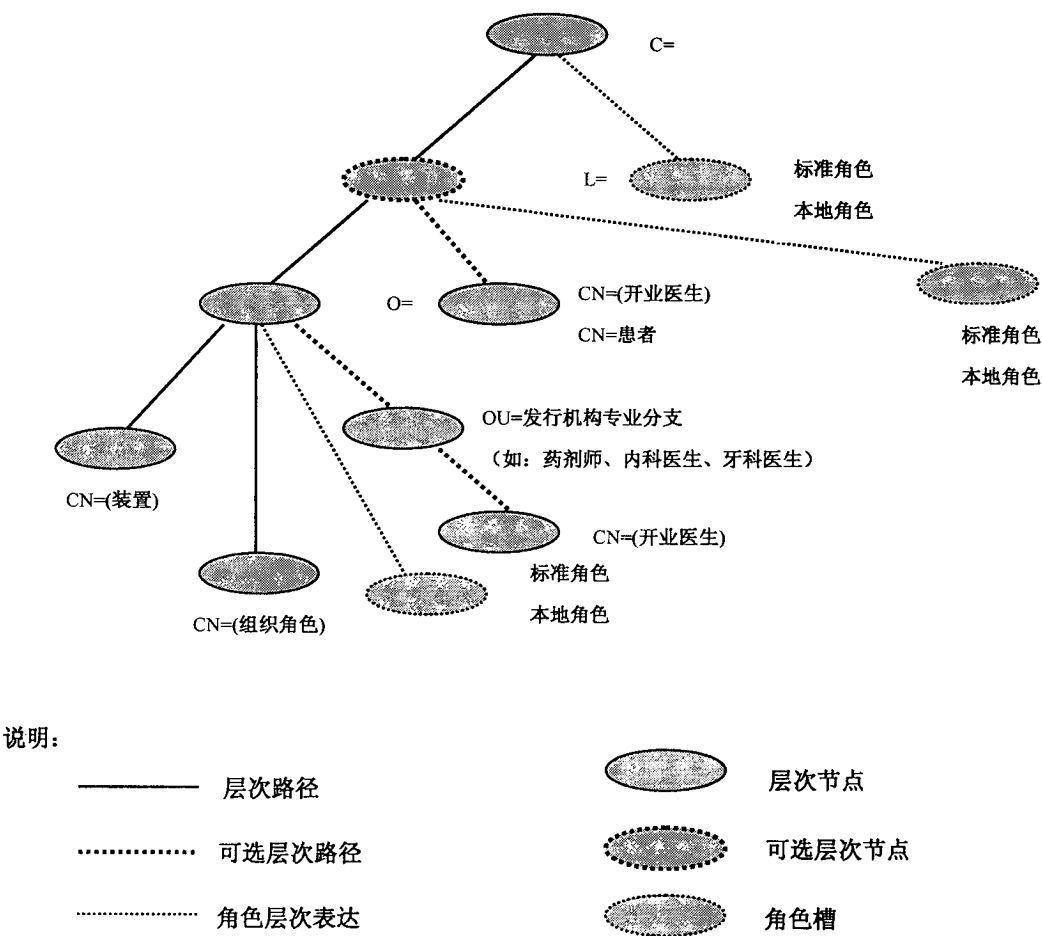 C=
L=
标准角色
本地角色
O=
CN=(开业医生)
CN=患者
标准角色
本地角色
OU=发行机构专业分支
（如：药剂师、内科医生、牙科医生）
CN=(装置)
CN=(开业医生)
标准角色
本地角色
CN=(组织角色)
说明：
层次路径
层次节点
可选层次路径
可选层次节点
角色层次表达
角色槽